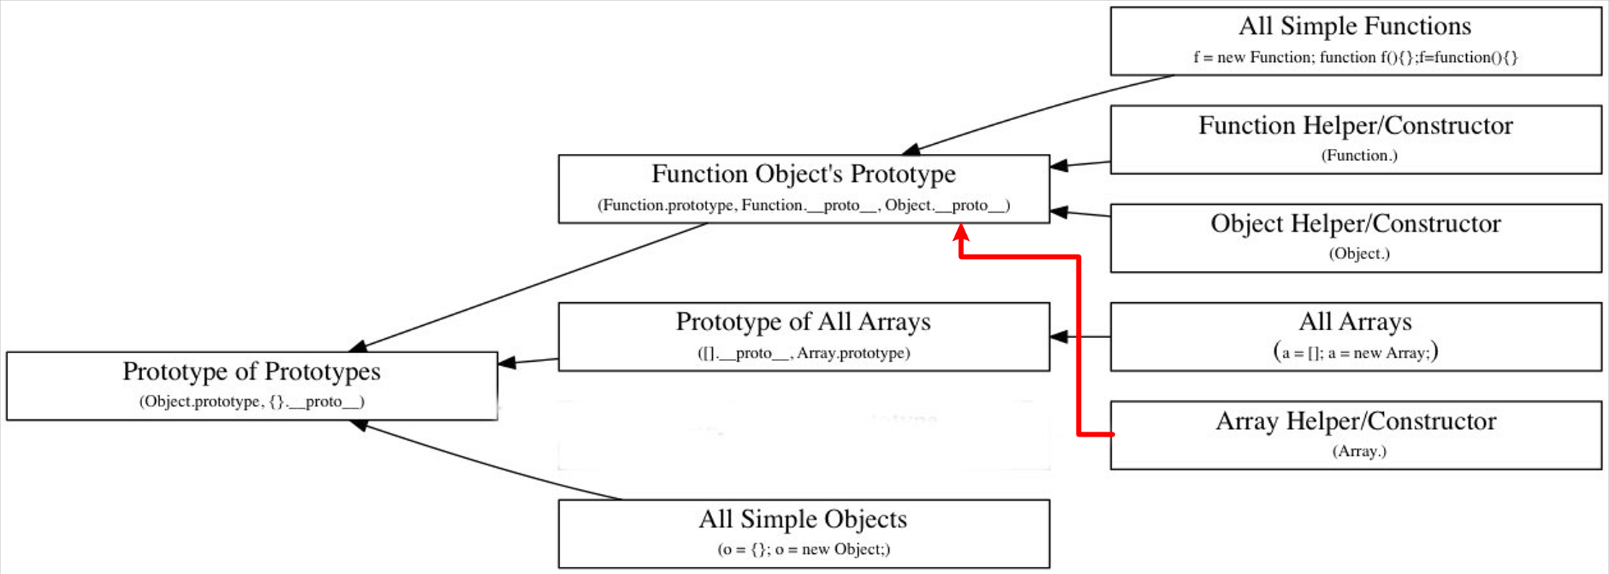 All Simple Functions
f = new Function; function f(){};f=function(){}
Function Helper/Constructor
(Function.)
Function Object's Prototype
(Function.prototype, Function.__proto__, Object.__proto__)
Object Helper/Constructor
(Object.)
Prototype of All Arrays
([].__proto__, Array.prototype)
All Arrays
(a = []; a = new Array;)
Prototype of Prototypes
(Object.prototype, {}.__proto__)
Array Helper/Constructor
(Array.)
All Simple Objects
(o = {}; o = new Object;)